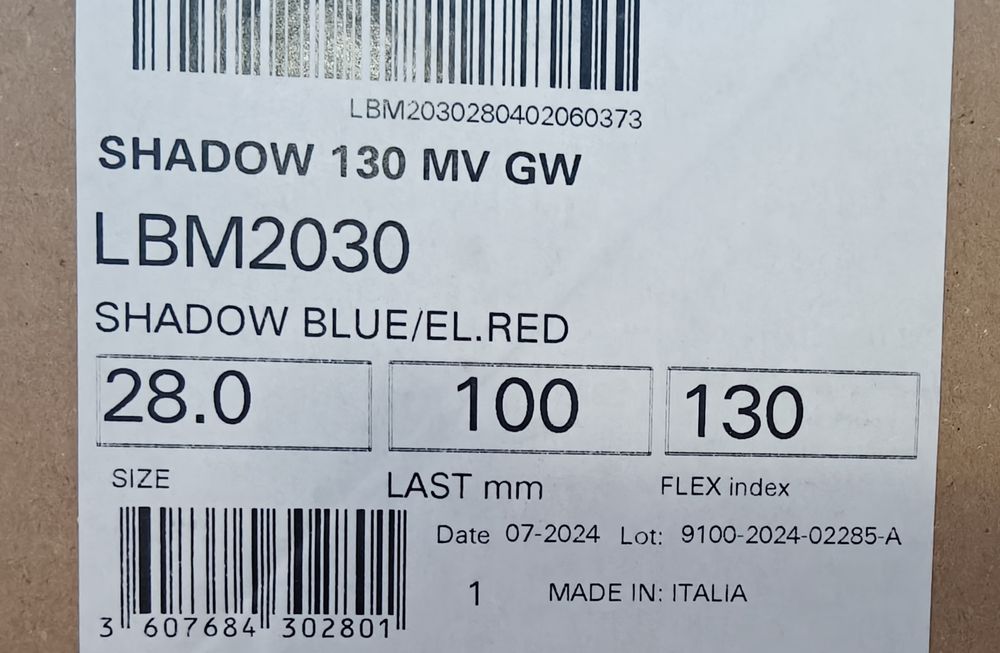 LBM2030280402060373
SHADOW 130 MV GW
LBM2030
SHADOW BLUE/EL.RED
28.0 100 130
SIZE LAST mm FLEX index
Date 07-2024 Lot: 9100-2024-02285-A
1 MADE IN: ITALIA
3 607684 302801